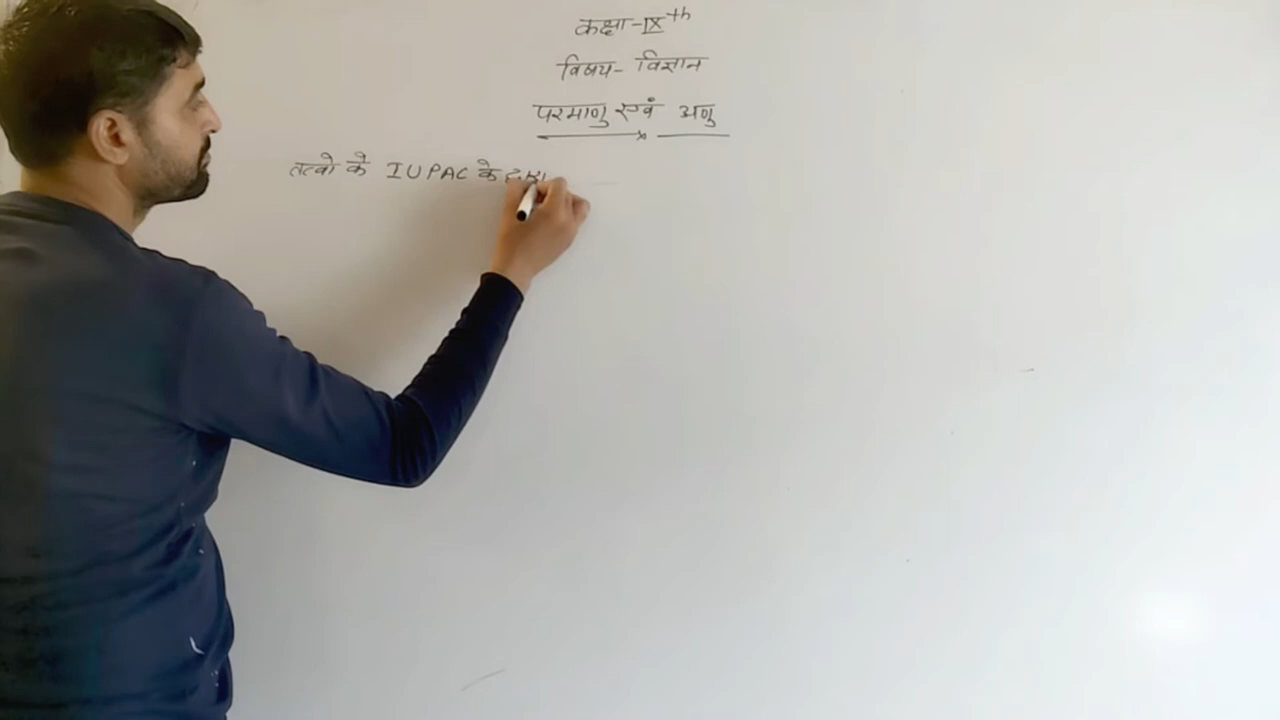 कक्षा-IXth
विषय- विज्ञान
परमाणु एवं अणु
तत्वो के IUPAC के द्वारा